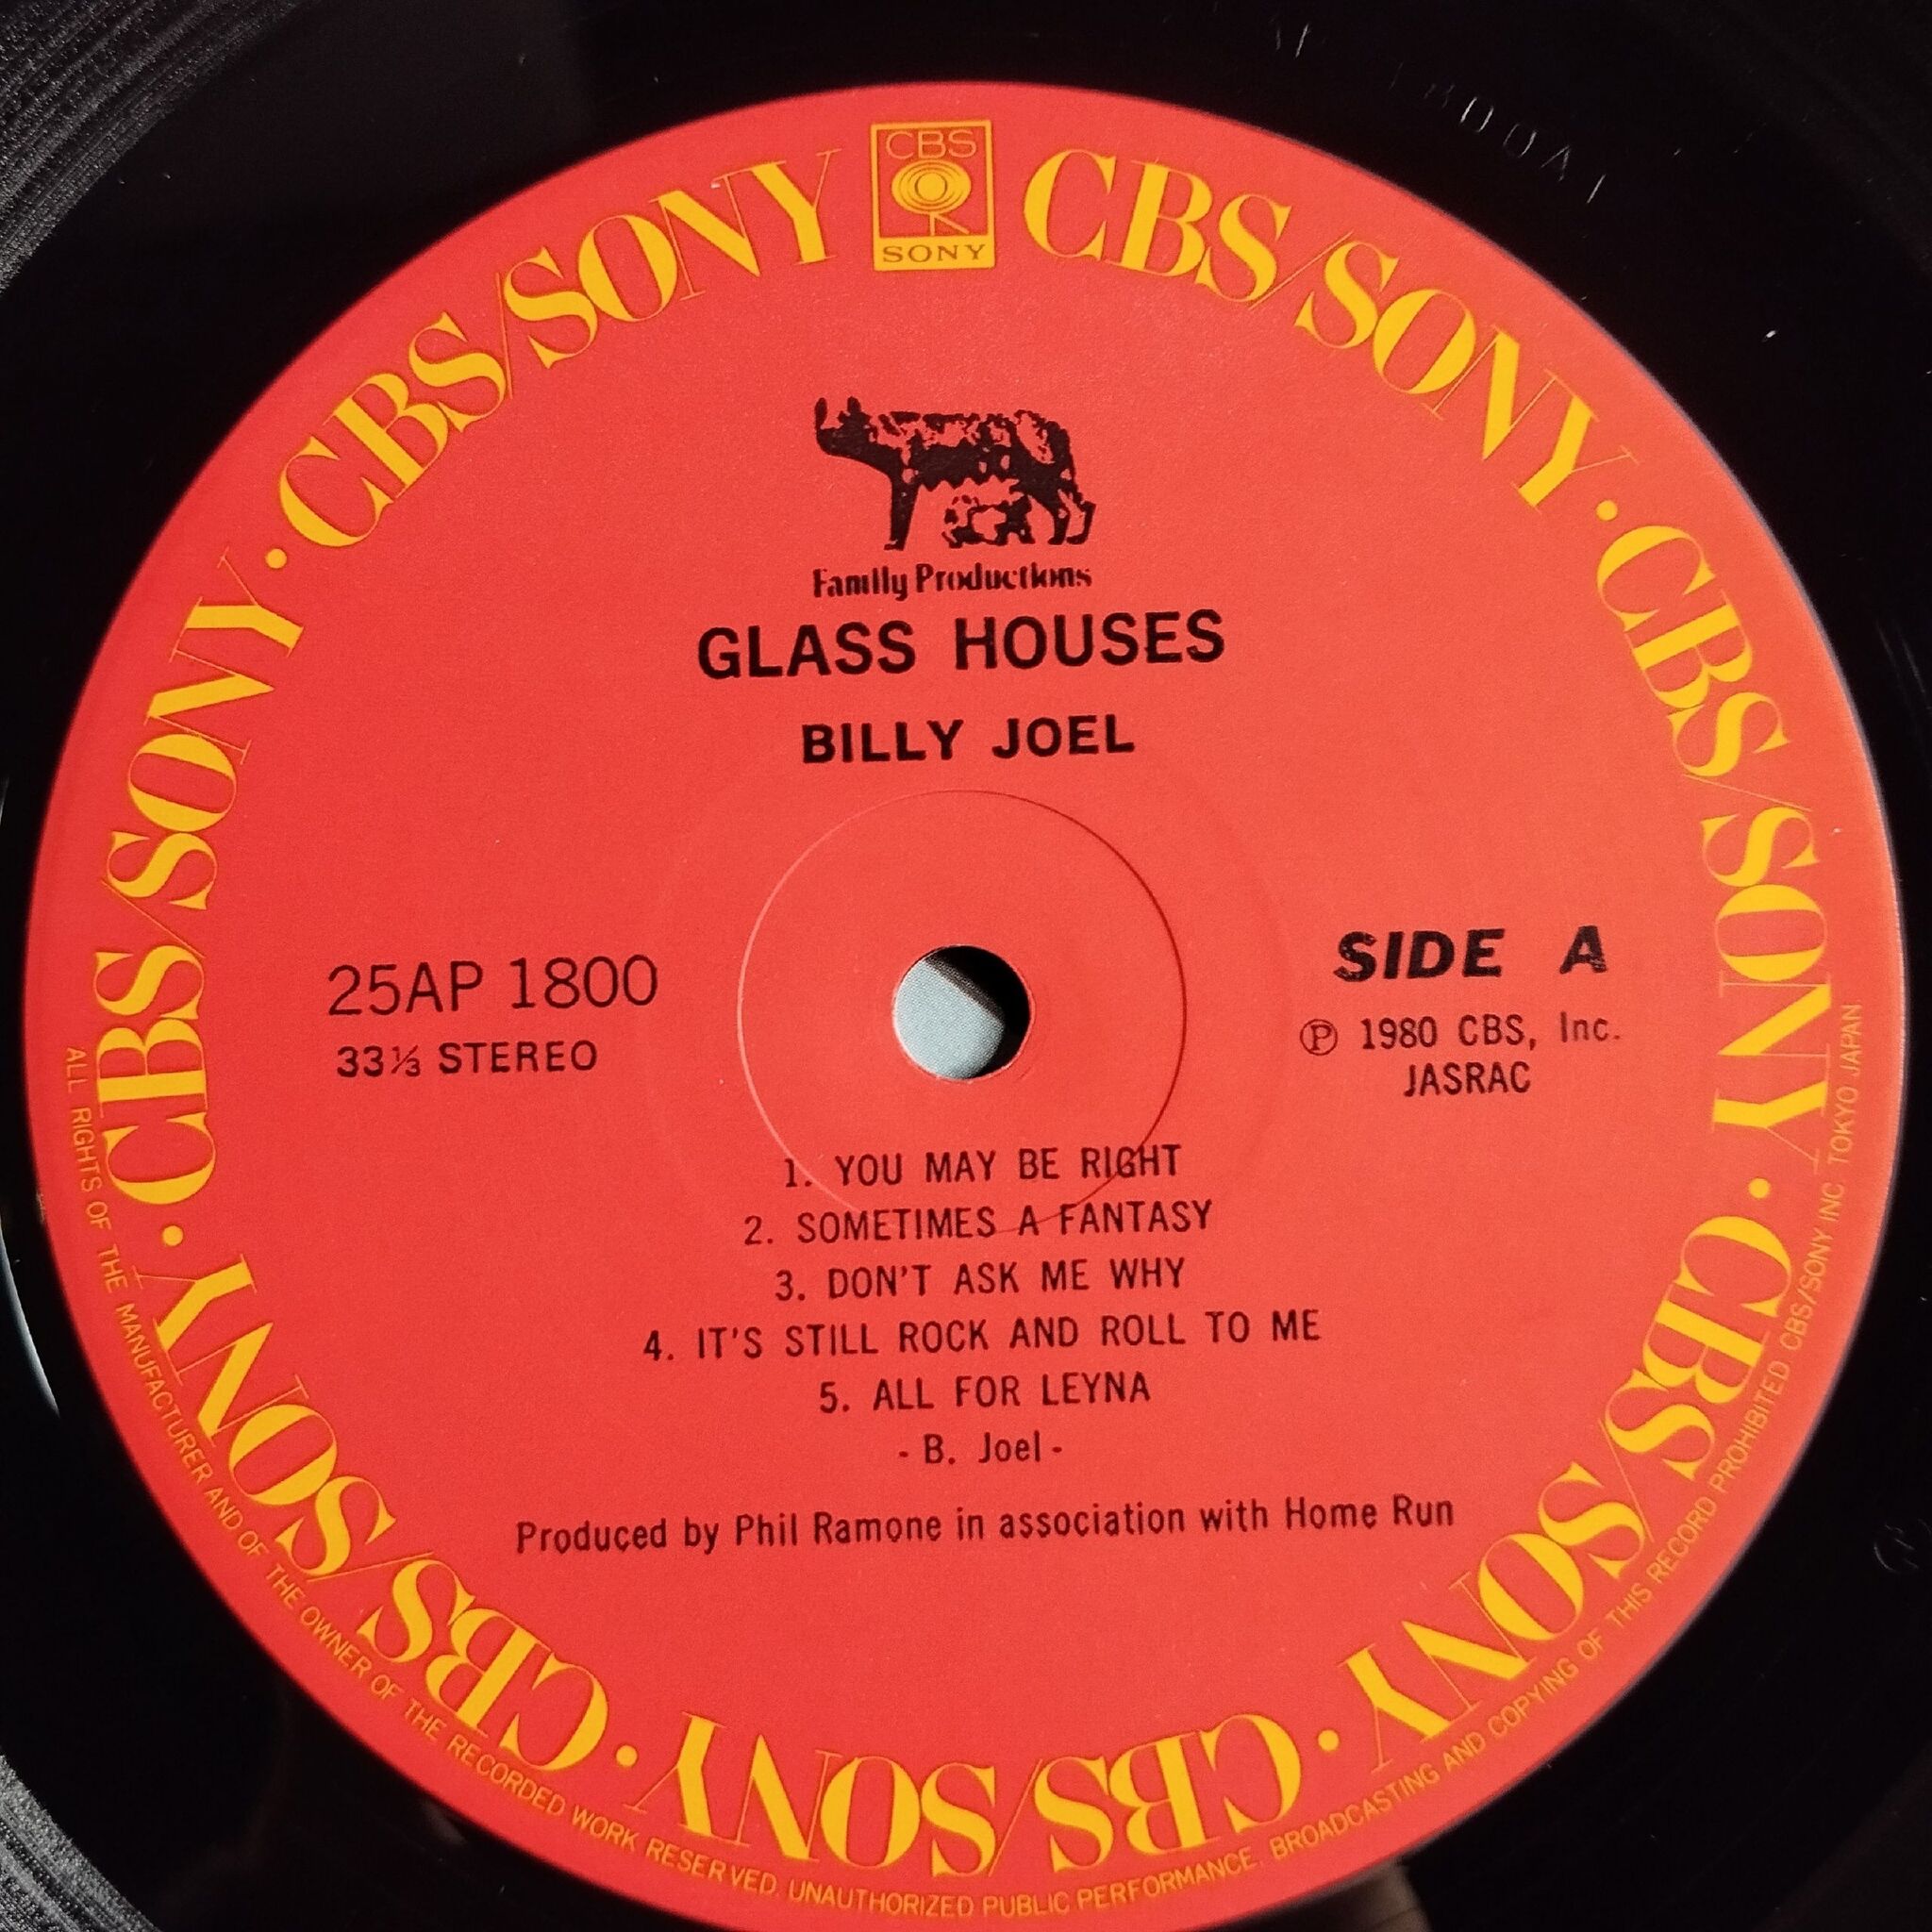 CBS
SONY
CBS/SONY · CBS/SONY · CBS/SONY · CBS/SONY · CBS/SONY · CBS/SONY · CBS/SONY
Family Productions
GLASS HOUSES
BILLY JOEL
25AP 1800
33⅓ STEREO
SIDE A
Ⓟ 1980 CBS, Inc.
JASRAC
1. YOU MAY BE RIGHT
2. SOMETIMES A FANTASY
3. DON'T ASK ME WHY
4. IT'S STILL ROCK AND ROLL TO ME
5. ALL FOR LEYNA
- B. Joel -
Produced by Phil Ramone in association with Home Run
ALL RIGHTS OF THE MANUFACTURER AND OF THE OWNER OF THE RECORDED WORK RESERVED. UNAUTHORIZED PUBLIC PERFORMANCE, BROADCASTING AND COPYING OF THIS RECORD PROHIBITED CBS/SONY INC. TOKYO JAPAN